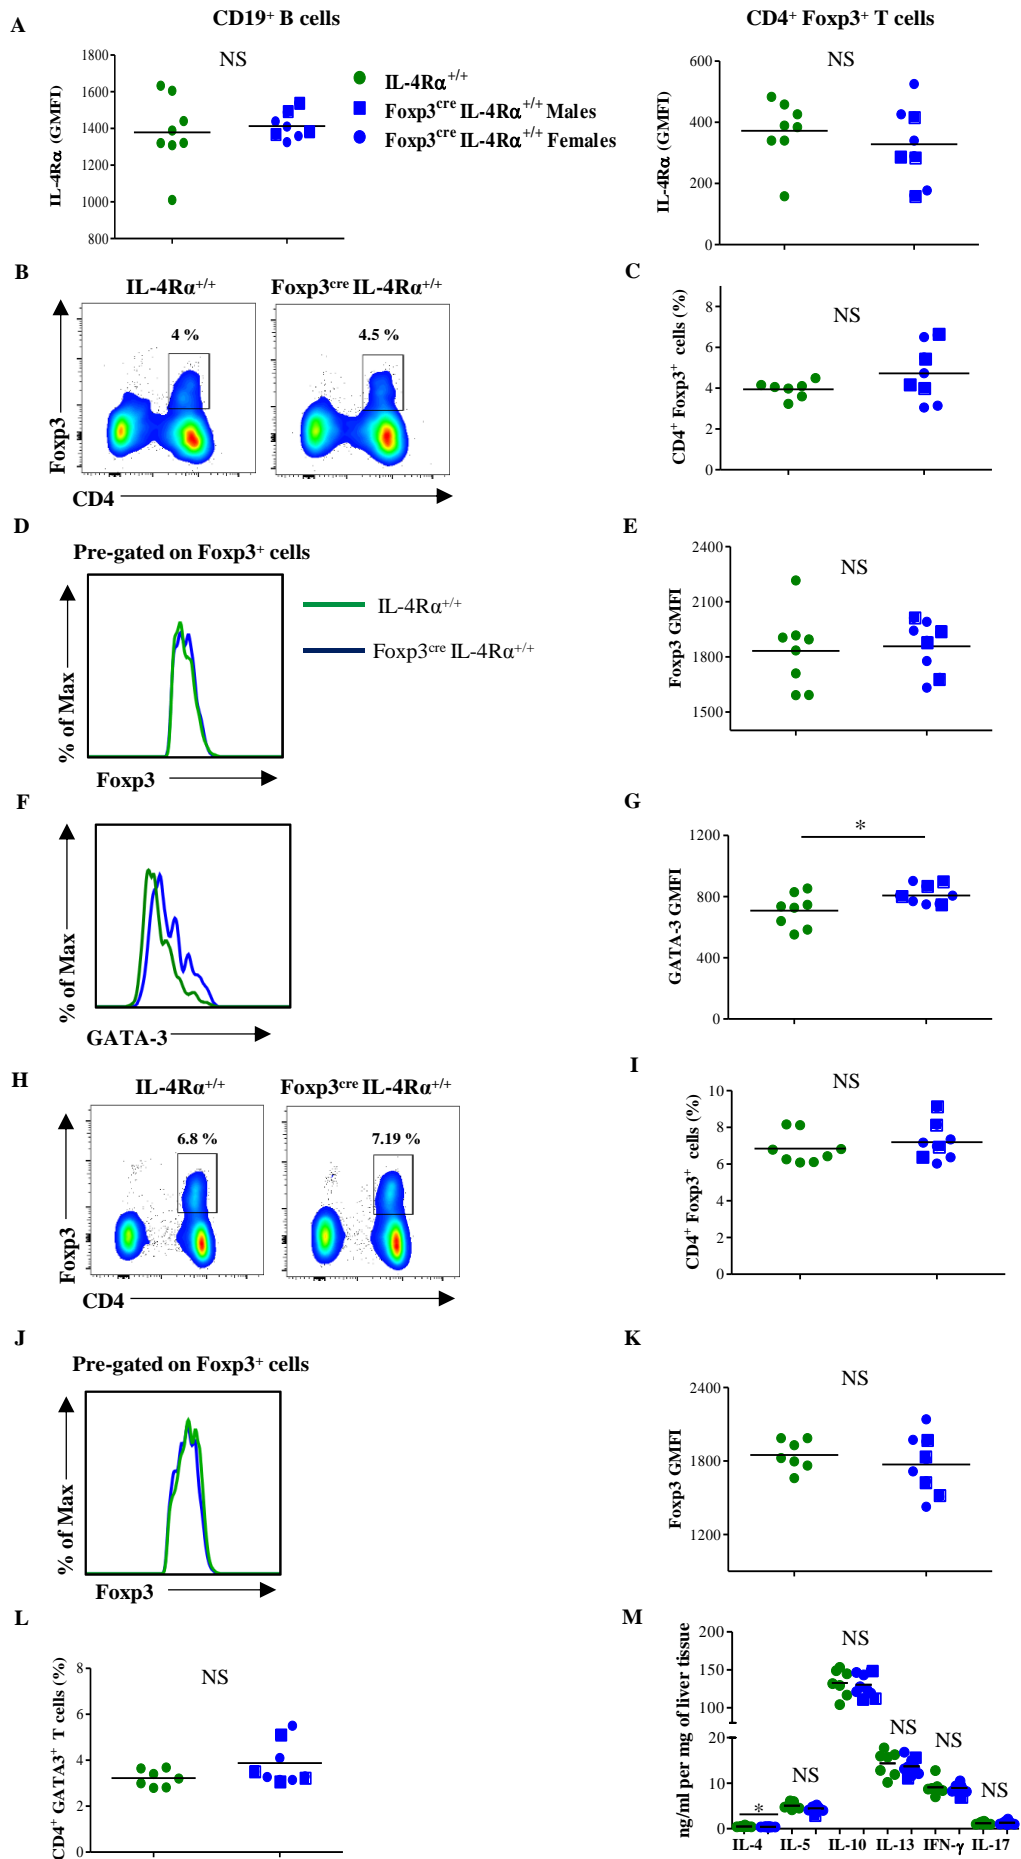 A
CD19⁺ B cells
CD4⁺ Foxp3⁺ T cells
NS
IL-4Rα (GMFI)
1800
1600
1400
1200
1000
800
IL-4Rα⁺/⁺
Foxp3ᶜʳᵉ IL-4Rα⁺/⁺ Males
Foxp3ᶜʳᵉ IL-4Rα⁺/⁺ Females
NS
IL-4Rα (GMFI)
600
400
200
0
B
IL-4Rα⁺/⁺
Foxp3ᶜʳᵉ IL-4Rα⁺/⁺
4 %
4.5 %
Foxp3
CD4
C
NS
CD4⁺ Foxp3⁺ cells (%)
8
6
4
2
0
D
Pre-gated on Foxp3⁺ cells
% of Max
Foxp3
IL-4Rα⁺/⁺
Foxp3ᶜʳᵉ IL-4Rα⁺/⁺
E
NS
Foxp3 GMFI
2400
2100
1800
1500
F
% of Max
GATA-3
G
*
GATA-3 GMFI
1200
800
400
0
H
IL-4Rα⁺/⁺
Foxp3ᶜʳᵉ IL-4Rα⁺/⁺
6.8 %
7.19 %
Foxp3
CD4
I
NS
CD4⁺ Foxp3⁺ cells (%)
10
8
6
4
2
0
J
Pre-gated on Foxp3⁺ cells
% of Max
Foxp3
K
NS
Foxp3 GMFI
2400
1800
1200
L
NS
CD4⁺ GATA3⁺ T cells (%)
8
6
4
2
0
M
ng/ml per mg of liver tissue
200
150
100
20
10
0
*
NS
NS
NS
NS
NS
IL-4 IL-5 IL-10 IL-13 IFN-γ IL-17